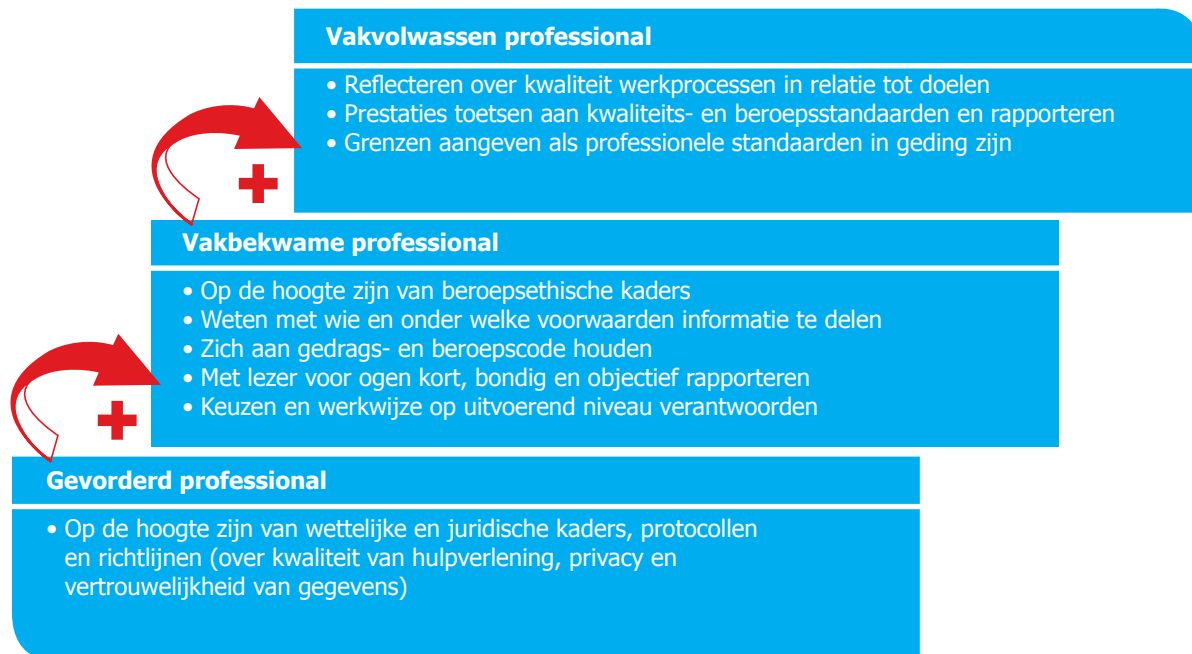 Vakvolwassen professional
• Reflecteren over kwaliteit werkprocessen in relatie tot doelen
• Prestaties toetsen aan kwaliteits- en beroepsstandaarden en rapporteren
• Grenzen aangeven als professionele standaarden in geding zijn
Vakbekwame professional
• Op de hoogte zijn van beroepsethische kaders
• Weten met wie en onder welke voorwaarden informatie te delen
• Zich aan gedrags- en beroepscode houden
• Met lezer voor ogen kort, bondig en objectief rapporteren
• Keuzen en werkwijze op uitvoerend niveau verantwoorden
Gevorderd professional
• Op de hoogte zijn van wettelijke en juridische kaders, protocollen
en richtlijnen (over kwaliteit van hulpverlening, privacy en
vertrouwelijkheid van gegevens)